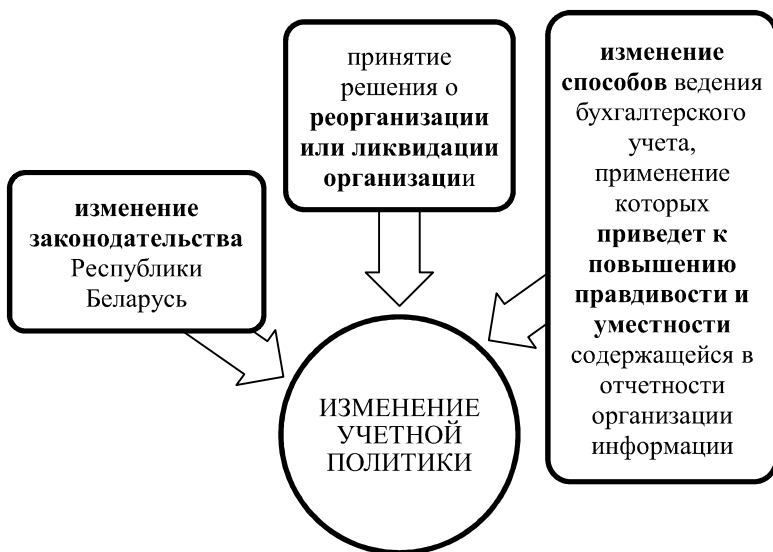 изменение
законодательства
Республики
Беларусь
принятие
решения о
реорганизации
или ликвидации
организации
изменение
способов ведения
бухгалтерского
учета,
применение
которых
приведет к
повышению
правдивости и
уместности
содержащейся в
отчетности
организации
информации
ИЗМЕНЕНИЕ
УЧЕТНОЙ
ПОЛИТИКИ